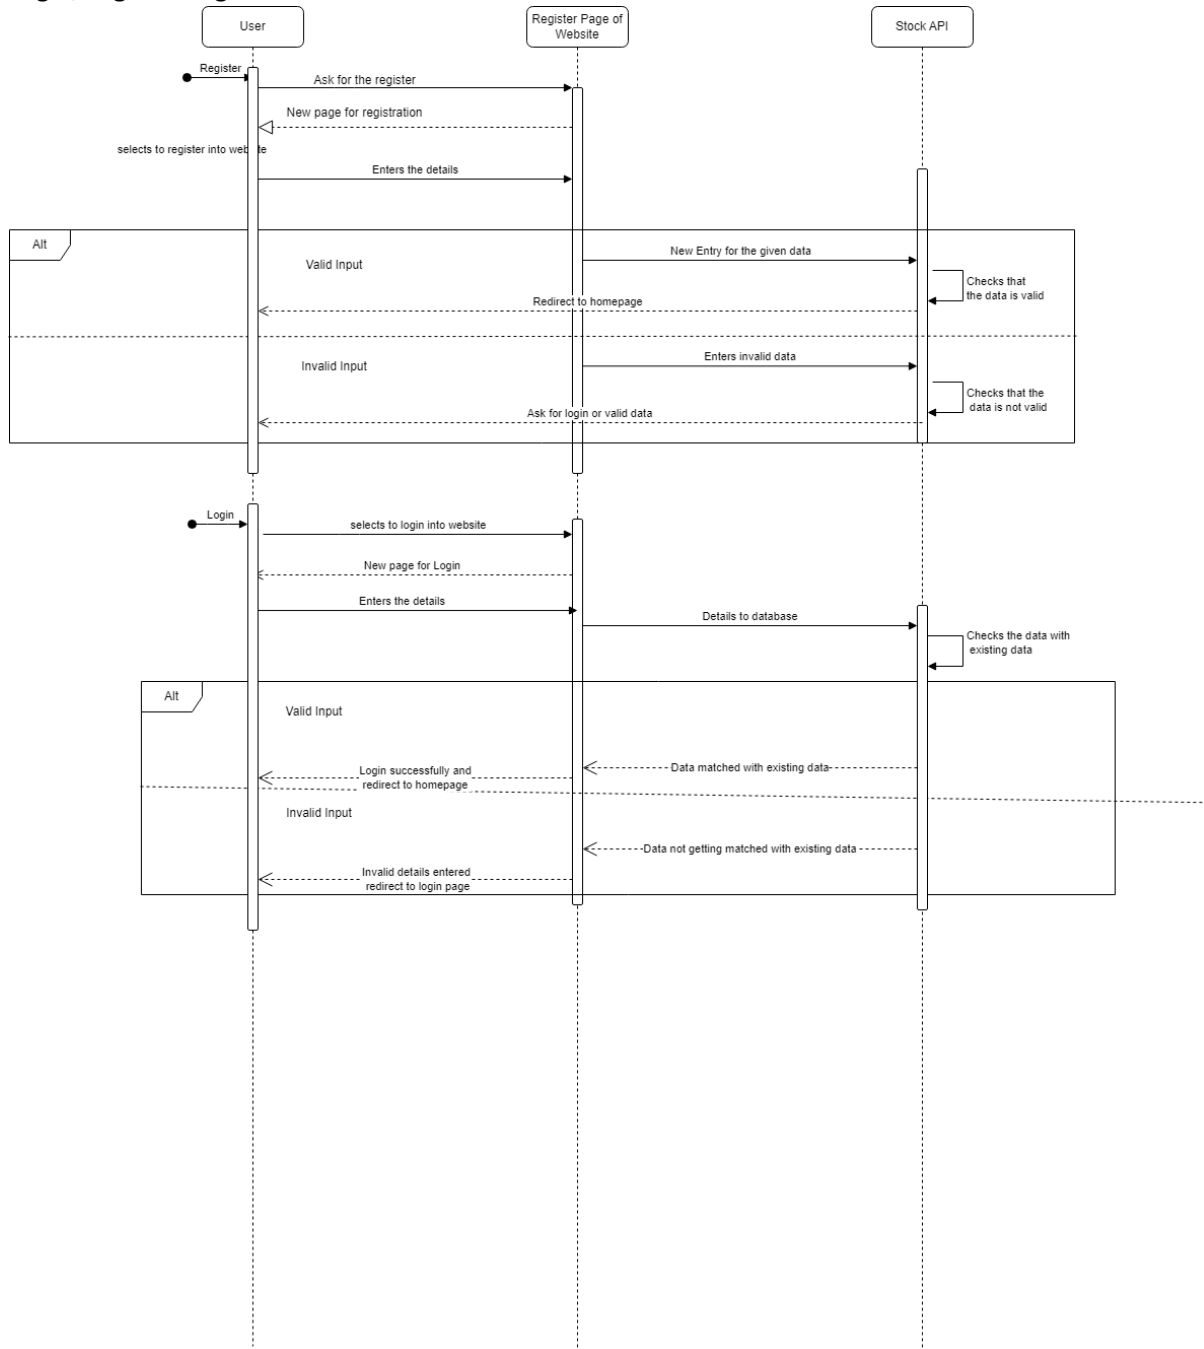 User
Register Page of
Website
Stock API
Register
Ask for the register
New page for registration
selects to register into website
Enters the details
Alt
Valid Input
New Entry for the given data
Checks that
the data is valid
Redirect to homepage
Invalid Input
Enters invalid data
Checks that the
data is not valid
Ask for login or valid data
Login
selects to login into website
New page for Login
Enters the details
Details to database
Checks the data with
existing data
Alt
Valid Input
Data matched with existing data
Login successfully and
redirect to homepage
Invalid Input
Data not getting matched with existing data
Invalid details entered
redirect to login page